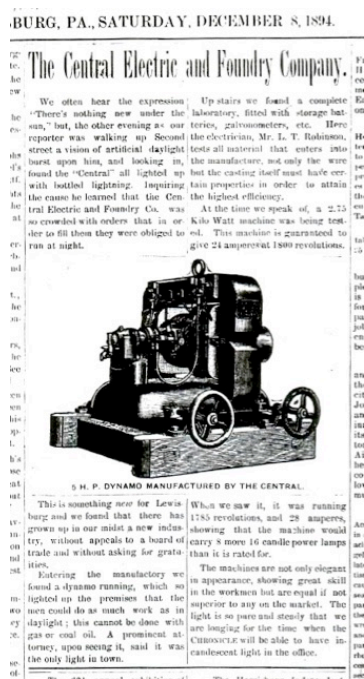 BURG, PA., SATURDAY, DECEMBER 8, 1894.
The Central Electric and Foundry Company.
We often hear the expression
"There's nothing new under the
sun," but, the other evening as our
reporter was walking up Second
street a vision of artificial daylight
burst upon him, and looking in,
found the "Central" all lighted up
with bottled lightning. Inquiring
the cause he learned that the Cen-
tral Electric and Foundry Co. was
so crowded with orders that in or-
der to fill them they were obliged to
run at night.
Up stairs we found a complete
laboratory, fitted with storage bat-
teries, galvonometers, etc. Here
the electrician, Mr. L. T. Robinson,
tests all material that enters into
the manufacture, not only the wire
but the casting itself must have cer-
tain properties in order to attain
the highest efficiency.
At the time we speak of, a 2.75
Kilo Watt machine was being test-
ed. This machine is guaranteed to
give 24 amperes at 1800 revolutions.
5 H. P. DYNAMO MANUFACTURED BY THE CENTRAL.
This is something new for Lewis-
burg and we found that there has
grown up in our midst a new indus-
try, without appeals to a board of
trade and without asking for gratu-
ities.
Entering the manufactory we
found a dynamo running, which so
lighted up the premises that the
men could do as much work as in
daylight; this cannot be done with
gas or coal oil. A prominent at-
torney, upon seeing it, said it was
the only light in town.
When we saw it, it was running
1785 revolutions, and 28 amperes,
showing that the machine would
carry 8 more 16 candle power lamps
than it is rated for.
The machines are not only elegant
in appearance, showing great skill
in the workmen but are equal if not
superior to any on the market. The
light is so pure and steady that we
are longing for the time when the
CHRONICLE will be able to have in-
candescent light in the office.